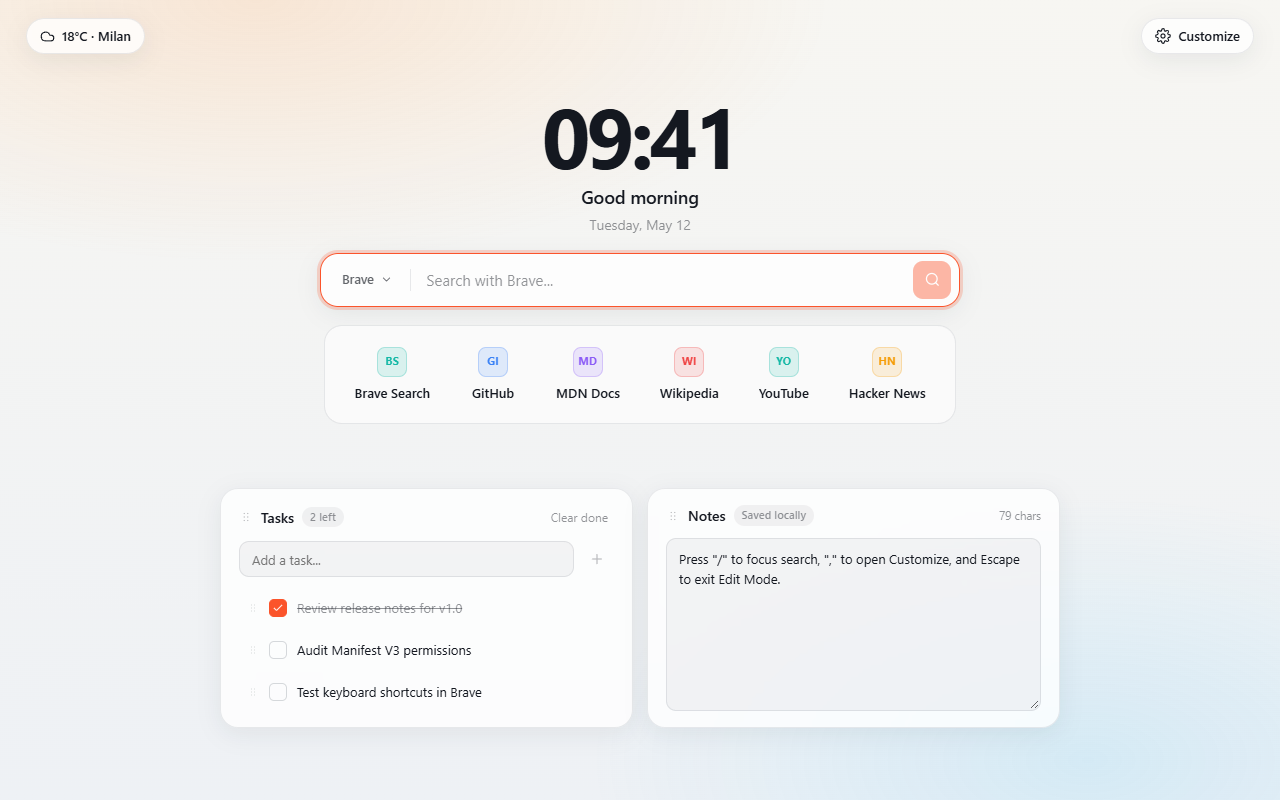 18°C · Milan
Customize
09:41
Good morning
Tuesday, May 12
Brave
Search with Brave...
BS
GI
MD
WI
YO
HN
Brave Search
GitHub
MDN Docs
Wikipedia
YouTube
Hacker News
Tasks
2 left
Clear done
Add a task...
Review release notes for v1.0
Audit Manifest V3 permissions
Test keyboard shortcuts in Brave
Notes
Saved locally
79 chars
Press "/" to focus search, "," to open Customize, and Escape
to exit Edit Mode.